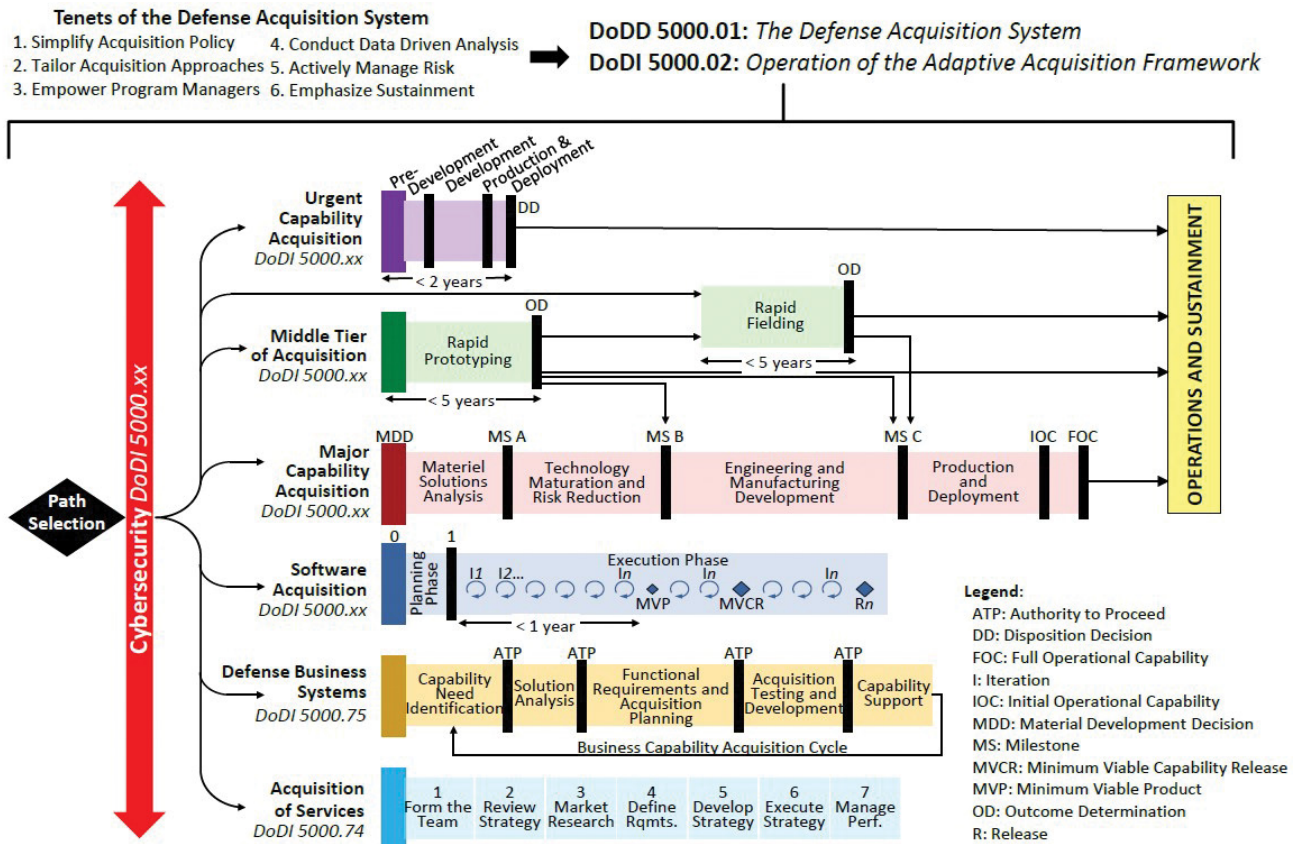 Tenets of the Defense Acquisition System
1. Simplify Acquisition Policy
2. Tailor Acquisition Approaches
3. Empower Program Managers
4. Conduct Data Driven Analysis
5. Actively Manage Risk
6. Emphasize Sustainment
DoDD 5000.01: The Defense Acquisition System
DoDI 5000.02: Operation of the Adaptive Acquisition Framework
Path
Selection
Cybersecurity DoDI 5000.xx
Urgent
Capability
Acquisition
DoDI 5000.xx
Pre-
Development
Development
Production &
Deployment
DD
< 2 years
Middle Tier
of Acquisition
DoDI 5000.xx
Rapid
Prototyping
OD
< 5 years
Rapid
Fielding
OD
< 5 years
Major
Capability
Acquisition
DoDI 5000.xx
MDD
Materiel
Solutions
Analysis
MS A
Technology
Maturation and
Risk Reduction
MS B
Engineering and
Manufacturing
Development
MS C
Production
and
Deployment
IOC
FOC
OPERATIONS AND SUSTAINMENT
Software
Acquisition
DoDI 5000.xx
0
Planning
Phase
1
Execution Phase
I1
I2...
In
In
In
MVP
MVCR
Rn
< 1 year
Defense Business
Systems
DoDI 5000.75
Capability
Need
Identification
ATP
Solution
Analysis
ATP
Functional
Requirements and
Acquisition
Planning
ATP
Acquisition
Testing and
Development
ATP
Capability
Support
Business Capability Acquisition Cycle
Acquisition
of Services
DoDI 5000.74
1
Form the
Team
2
Review
Strategy
3
Market
Research
4
Define
Rqmts.
5
Develop
Strategy
6
Execute
Strategy
7
Manage
Perf.
Legend:
ATP: Authority to Proceed
DD: Disposition Decision
FOC: Full Operational Capability
I: Iteration
IOC: Initial Operational Capability
MDD: Material Development Decision
MS: Milestone
MVCR: Minimum Viable Capability Release
MVP: Minimum Viable Product
OD: Outcome Determination
R: Release